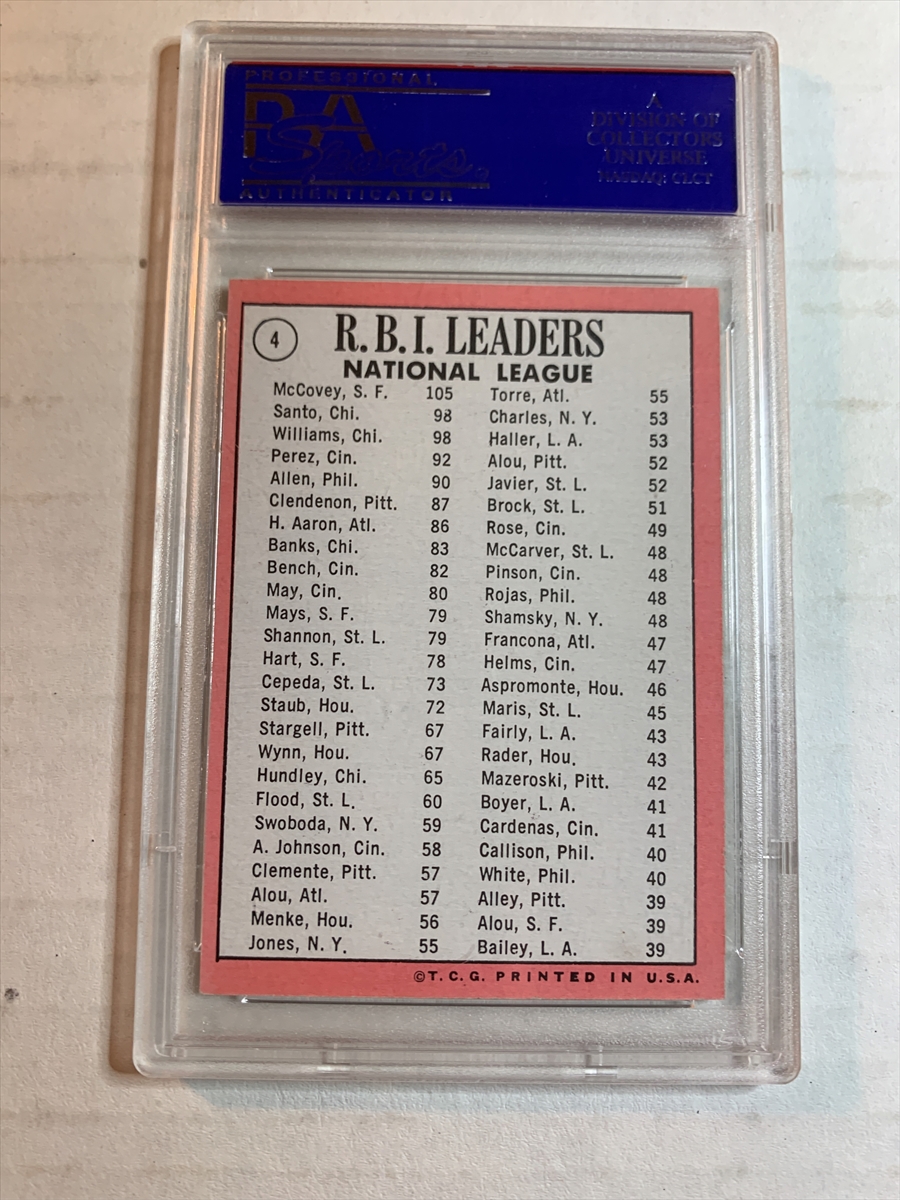 PROFESSIONAL
PSA
Sports
AUTHENTICATOR
A
DIVISION OF
COLLECTORS
UNIVERSE
NASDAQ: CLCT
4
R.B.I. LEADERS
NATIONAL LEAGUE
McCovey, S. F. 105
Santo, Chi. 98
Williams, Chi. 98
Perez, Cin. 92
Allen, Phil. 90
Clendenon, Pitt. 87
H. Aaron, Atl. 86
Banks, Chi. 83
Bench, Cin. 82
May, Cin. 80
Mays, S. F. 79
Shannon, St. L. 79
Hart, S. F. 78
Cepeda, St. L. 73
Staub, Hou. 72
Stargell, Pitt. 67
Wynn, Hou. 67
Hundley, Chi. 65
Flood, St. L. 60
Swoboda, N. Y. 59
A. Johnson, Cin. 58
Clemente, Pitt. 57
Alou, Atl. 57
Menke, Hou. 56
Jones, N. Y. 55
Torre, Atl. 55
Charles, N. Y. 53
Haller, L. A. 53
Alou, Pitt. 52
Javier, St. L. 52
Brock, St. L. 51
Rose, Cin. 49
McCarver, St. L. 48
Pinson, Cin. 48
Rojas, Phil. 48
Shamsky, N. Y. 48
Francona, Atl. 47
Helms, Cin. 47
Aspromonte, Hou. 46
Maris, St. L. 45
Fairly, L. A. 43
Rader, Hou. 43
Mazeroski, Pitt. 42
Boyer, L. A. 41
Cardenas, Cin. 41
Callison, Phil. 40
White, Phil. 40
Alley, Pitt. 39
Alou, S. F. 39
Bailey, L. A. 39
©T. C. G. PRINTED IN U.S.A.